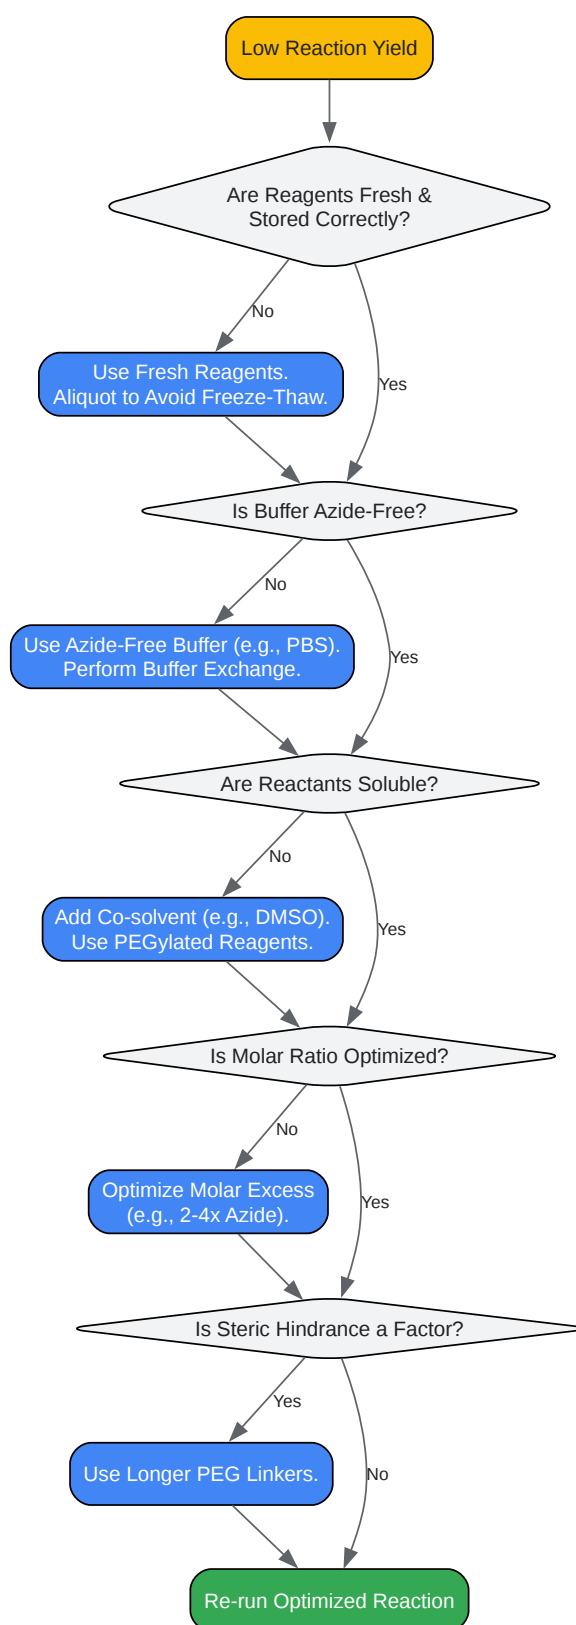 Low Reaction Yield
Are Reagents Fresh &
Stored Correctly?
No
Yes
Use Fresh Reagents.
Aliquot to Avoid Freeze-Thaw.
Is Buffer Azide-Free?
No
Yes
Use Azide-Free Buffer (e.g., PBS).
Perform Buffer Exchange.
Are Reactants Soluble?
No
Yes
Add Co-solvent (e.g., DMSO).
Use PEGylated Reagents.
Is Molar Ratio Optimized?
No
Yes
Optimize Molar Excess
(e.g., 2-4x Azide).
Is Steric Hindrance a Factor?
Yes
No
Use Longer PEG Linkers.
Re-run Optimized Reaction